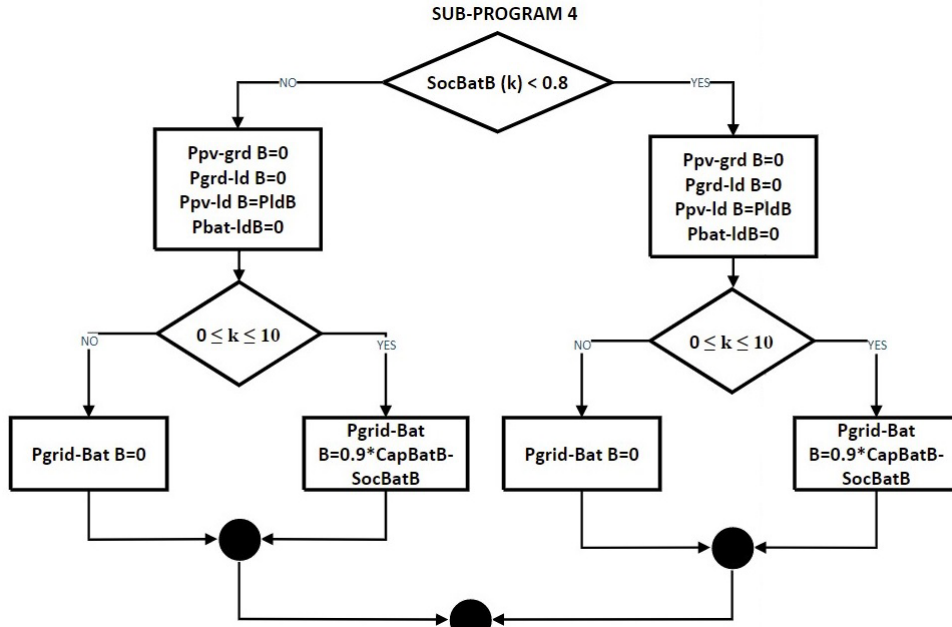 SUB-PROGRAM 4
SocBatB (k) < 0.8
NO
YES
Ppv-grd B=0
Pgrd-ld B=0
Ppv-ld B=PldB
Pbat-ldB=0
Ppv-grd B=0
Pgrd-ld B=0
Ppv-ld B=PldB
Pbat-ldB=0
0 ≤ k ≤ 10
NO
YES
0 ≤ k ≤ 10
NO
YES
Pgrid-Bat B=0
Pgrid-Bat
B=0.9*CapBatB-
SocBatB
Pgrid-Bat B=0
Pgrid-Bat
B=0.9*CapBatB-
SocBatB